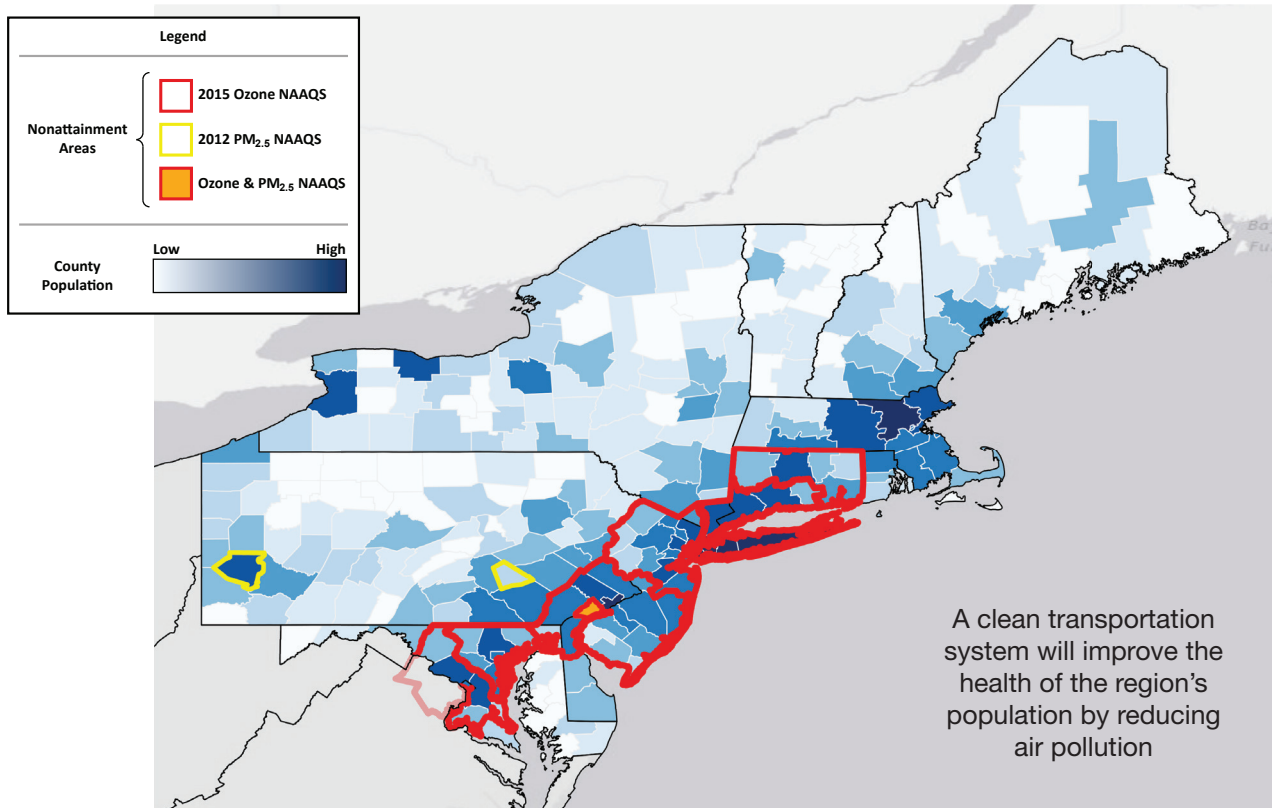 Legend
Nonattainment
Areas
2015 Ozone NAAQS
2012 PM2.5 NAAQS
Ozone & PM2.5 NAAQS
Low High
County
Population
A clean transportation
system will improve the
health of the region's
population by reducing
air pollution